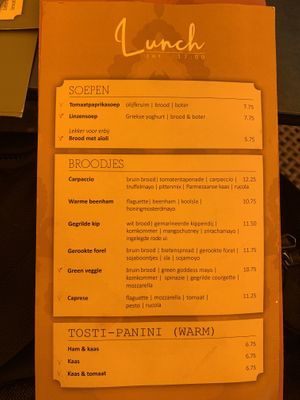 Lunch
17.00
SOEPEN
Tomaatpaprikasoep olijfkruim | brood | boter 7.75
Linzensoep Griekse yoghurt | brood & boter 7.75
Lekker voor erbij
Brood met aioli 5.75
BROODJES
Carpaccio bruin brood | tomatentapenade | carpaccio | 12.25
truffelmayo | pittenmix | Parmezaanse kaas | rucola
Warme beenham flaguette | beenham | koolsla | 10.75
honingmosterdmayo
Gegrilde kip wit brood | gemarineerde kippendij | 11.50
komkommer | mangochutney | srirachamayo |
ingelegde rode ui
Gerookte forel bruin brood | bietenspread | gerookte forel | 11.75
sojaboontjes | sla | sojamayo
Green veggie bruin brood | green goddess mayo | 10.75
komkommer | spinazie | gegrilde courgette |
mozzarella
Caprese flaguette | mozzarella | tomaat | 11.25
pesto | rucola
TOSTI-PANINI (WARM)
Ham & kaas 6.75
Kaas 6.75
Kaas & tomaat 6.75